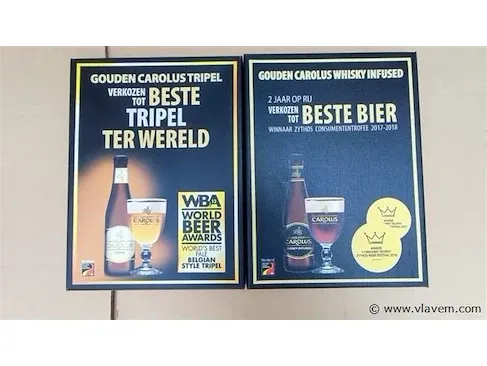 GOUDEN CAROLUS TRIPEL
VERKOZEN
TOT BESTE
TRIPEL
TER WERELD
WBA
WORLD
BEER
AWARDS
WORLD'S BEST
PALE
BELGIAN
STYLE TRIPEL
CAROLUS
GOUDEN CAROLUS WHISKY INFUSED
2 JAAR OP RIJ
VERKOZEN
TOT BESTE BIER
WINNAAR ZYTHOS CONSUMENTENTROFEE 2017-2018
CAROLUS
CAROLUS
© www.vlavem.com